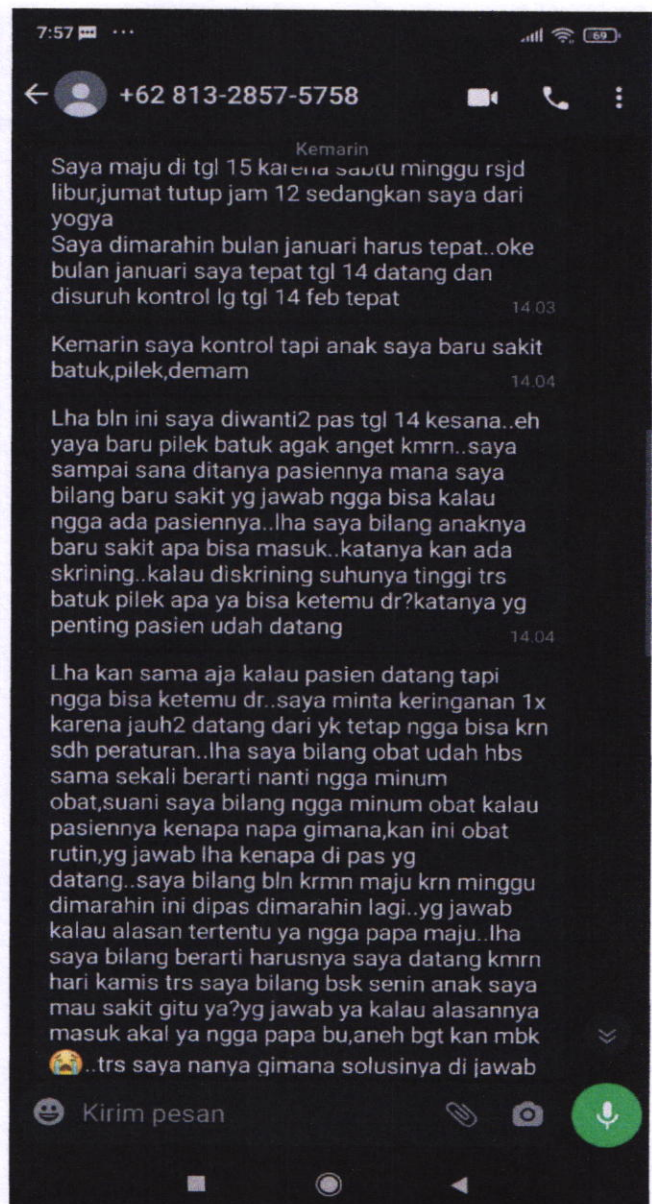 7:57 ...
69
+62 813-2857-5758
Kemarin
Saya maju di tgl 15 karena sabtu minggu rsjd
libur,jumat tutup jam 12 sedangkan saya dari
yogya
Saya dimarahin bulan januari harus tepat..oke
bulan januari saya tepat tgl 14 datang dan
disuruh kontrol lg tgl 14 feb tepat
14.03
Kemarin saya kontrol tapi anak saya baru sakit
batuk,pilek,demam
14.04
Lha bln ini saya diwanti2 pas tgl 14 kesana..eh
yaya baru pilek batuk agak anget kmrn..saya
sampai sana ditanya pasiennya mana saya
bilang baru sakit yg jawab ngga bisa kalau
ngga ada pasiennya..lha saya bilang anaknya
baru sakit apa bisa masuk..katanya kan ada
skrining..kalau diskrining suhunya tinggi trs
batuk pilek apa ya bisa ketemu dr?katanya yg
penting pasien udah datang
14.04
Lha kan sama aja kalau pasien datang tapi
ngga bisa ketemu dr..saya minta keringanan 1x
karena jauh2 datang dari yk tetap ngga bisa krn
sdh peraturan..lha saya bilang obat udah hbs
sama sekali berarti nanti ngga minum
obat,suani saya bilang ngga minum obat kalau
pasiennya kenapa napa gimana,kan ini obat
rutin,yg jawab lha kenapa di pas yg
datang..saya bilang bln krmn maju krn minggu
dimarahin ini dipas dimarahin lagi..yg jawab
kalau alasan tertentu ya ngga papa maju..lha
saya bilang berarti harusnya saya datang kmrn
hari kamis trs saya bilang bsk senin anak saya
mau sakit gitu ya?yg jawab ya kalau alasannya
masuk akal ya ngga papa bu,aneh bgt kan mbk
😭..trs saya nanya gimana solusinya di jawab
Kirim pesan